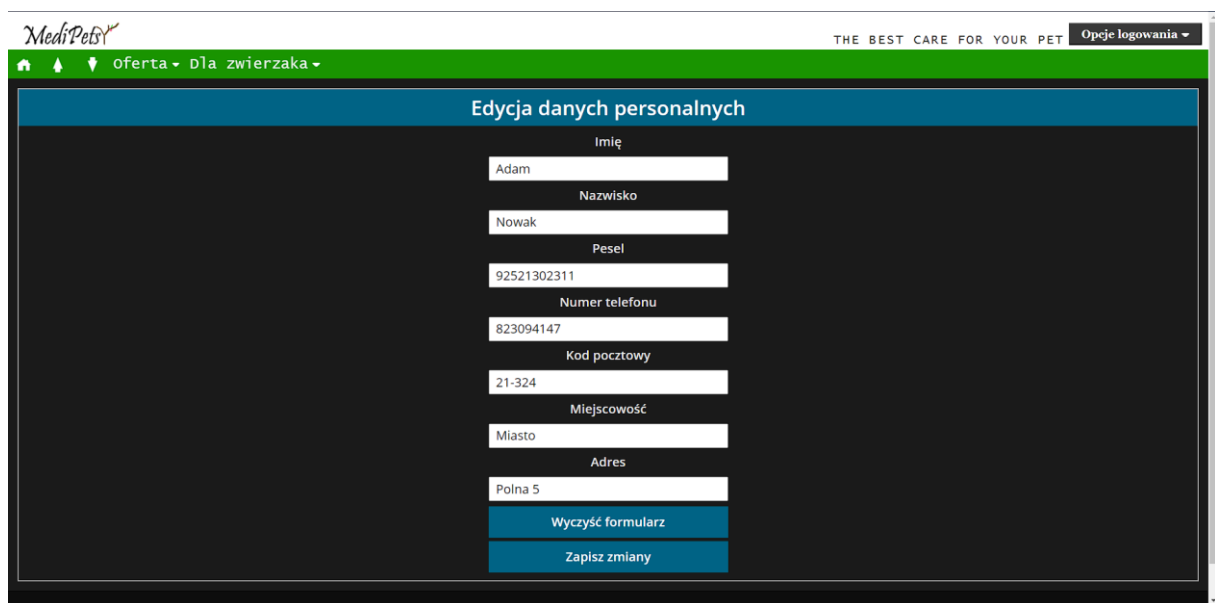 MediPets
THE BEST CARE FOR YOUR PET
Opcje logowania
Oferta Dla zwierzaka
Edycja danych personalnych
Imię
Adam
Nazwisko
Nowak
Pesel
92521302311
Numer telefonu
823094147
Kod pocztowy
21-324
Miejscowość
Miasto
Adres
Polna 5
Wyczyść formularz
Zapisz zmiany